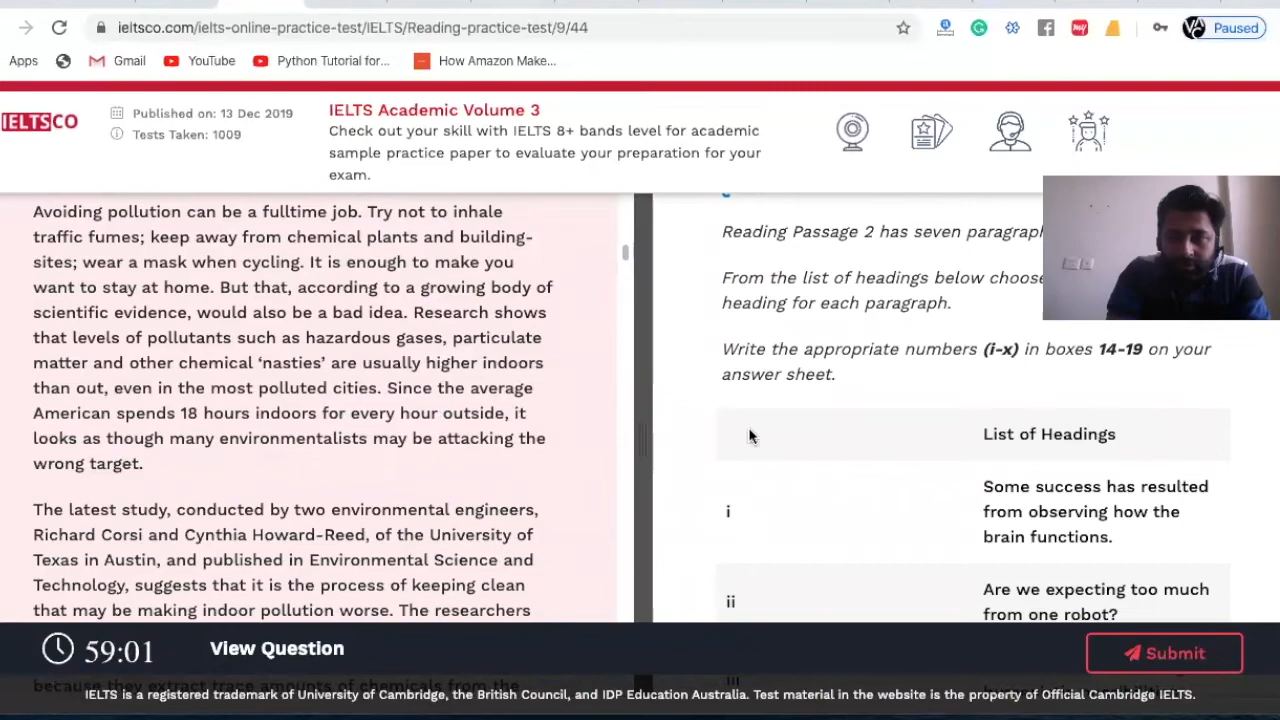 ieltsco.com/ielts-online-practice-test/IELTS/Reading-practice-test/9/44
Paused
Apps
Gmail
YouTube
Python Tutorial for...
How Amazon Make...
IELTSCO
Published on: 13 Dec 2019
Tests Taken: 1009
IELTS Academic Volume 3
Check out your skill with IELTS 8+ bands level for academic
sample practice paper to evaluate your preparation for your
exam.
Avoiding pollution can be a fulltime job. Try not to inhale
traffic fumes; keep away from chemical plants and building-
sites; wear a mask when cycling. It is enough to make you
want to stay at home. But that, according to a growing body of
scientific evidence, would also be a bad idea. Research shows
that levels of pollutants such as hazardous gases, particulate
matter and other chemical ‘nasties’ are usually higher indoors
than out, even in the most polluted cities. Since the average
American spends 18 hours indoors for every hour outside, it
looks as though many environmentalists may be attacking the
wrong target.
The latest study, conducted by two environmental engineers,
Richard Corsi and Cynthia Howard-Reed, of the University of
Texas in Austin, and published in Environmental Science and
Technology, suggests that it is the process of keeping clean
that may be making indoor pollution worse. The researchers
because they extract trace amounts of chemicals from the
Reading Passage 2 has seven paragraph
From the list of headings below choose
heading for each paragraph.
Write the appropriate numbers (i-x) in boxes 14-19 on your
answer sheet.
List of Headings
i
Some success has resulted
from observing how the
brain functions.
ii
Are we expecting too much
from one robot?
iii
59:01
View Question
Submit
IELTS is a registered trademark of University of Cambridge, the British Council, and IDP Education Australia. Test material in the website is the property of Official Cambridge IELTS.